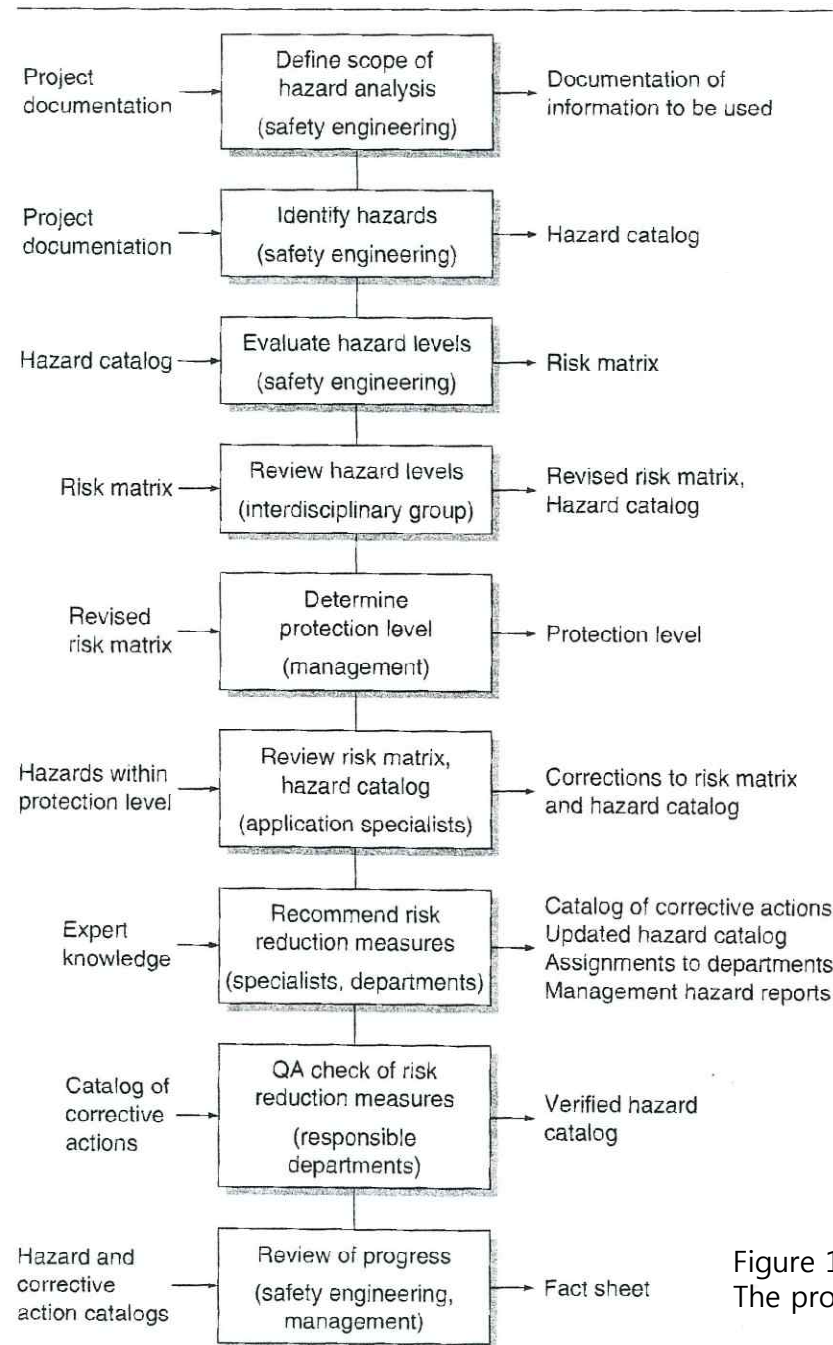 Project
documentation
Define scope of
hazard analysis
(safety engineering)
Documentation of
information to be used
Project
documentation
Identify hazards
(safety engineering)
Hazard catalog
Hazard catalog
Evaluate hazard levels
(safety engineering)
Risk matrix
Risk matrix
Review hazard levels
(interdisciplinary group)
Revised risk matrix,
Hazard catalog
Revised
risk matrix
Determine
protection level
(management)
Protection level
Hazards within
protection level
Review risk matrix,
hazard catalog
(application specialists)
Corrections to risk matrix
and hazard catalog
Expert
knowledge
Recommend risk
reduction measures
(specialists, departments)
Catalog of corrective actions
Updated hazard catalog
Assignments to departments
Management hazard reports
Catalog of
corrective
actions
QA check of risk
reduction measures
(responsible
departments)
Verified hazard
catalog
Hazard and
corrective
action catalogs
Review of progress
(safety engineering,
management)
Fact sheet
Figure 1
The pro